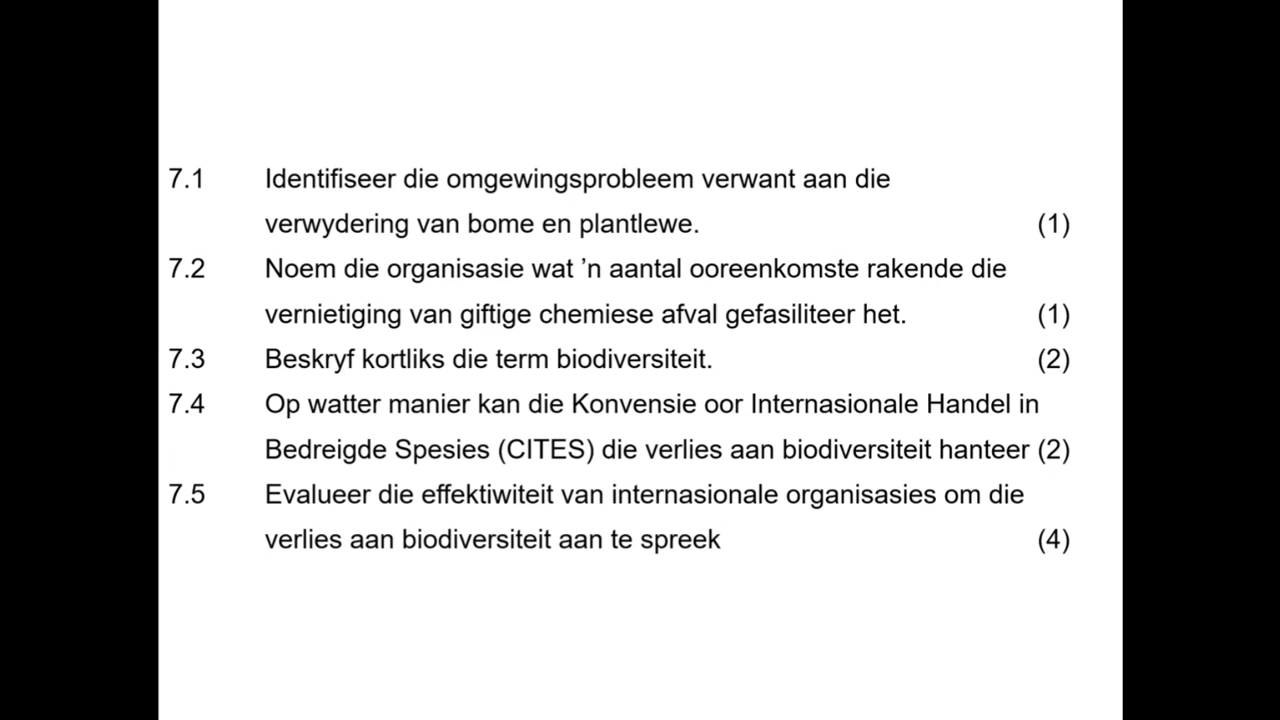 7.1 Identifiseer die omgewingsprobleem verwant aan die
verwydering van bome en plantlewe. (1)
7.2 Noem die organisasie wat ’n aantal ooreenkomste rakende die
vernietiging van giftige chemiese afval gefasiliteer het. (1)
7.3 Beskryf kortliks die term biodiversiteit. (2)
7.4 Op watter manier kan die Konvensie oor Internasionale Handel in
Bedreigde Spesies (CITES) die verlies aan biodiversiteit hanteer (2)
7.5 Evalueer die effektiwiteit van internasionale organisasies om die
verlies aan biodiversiteit aan te spreek (4)